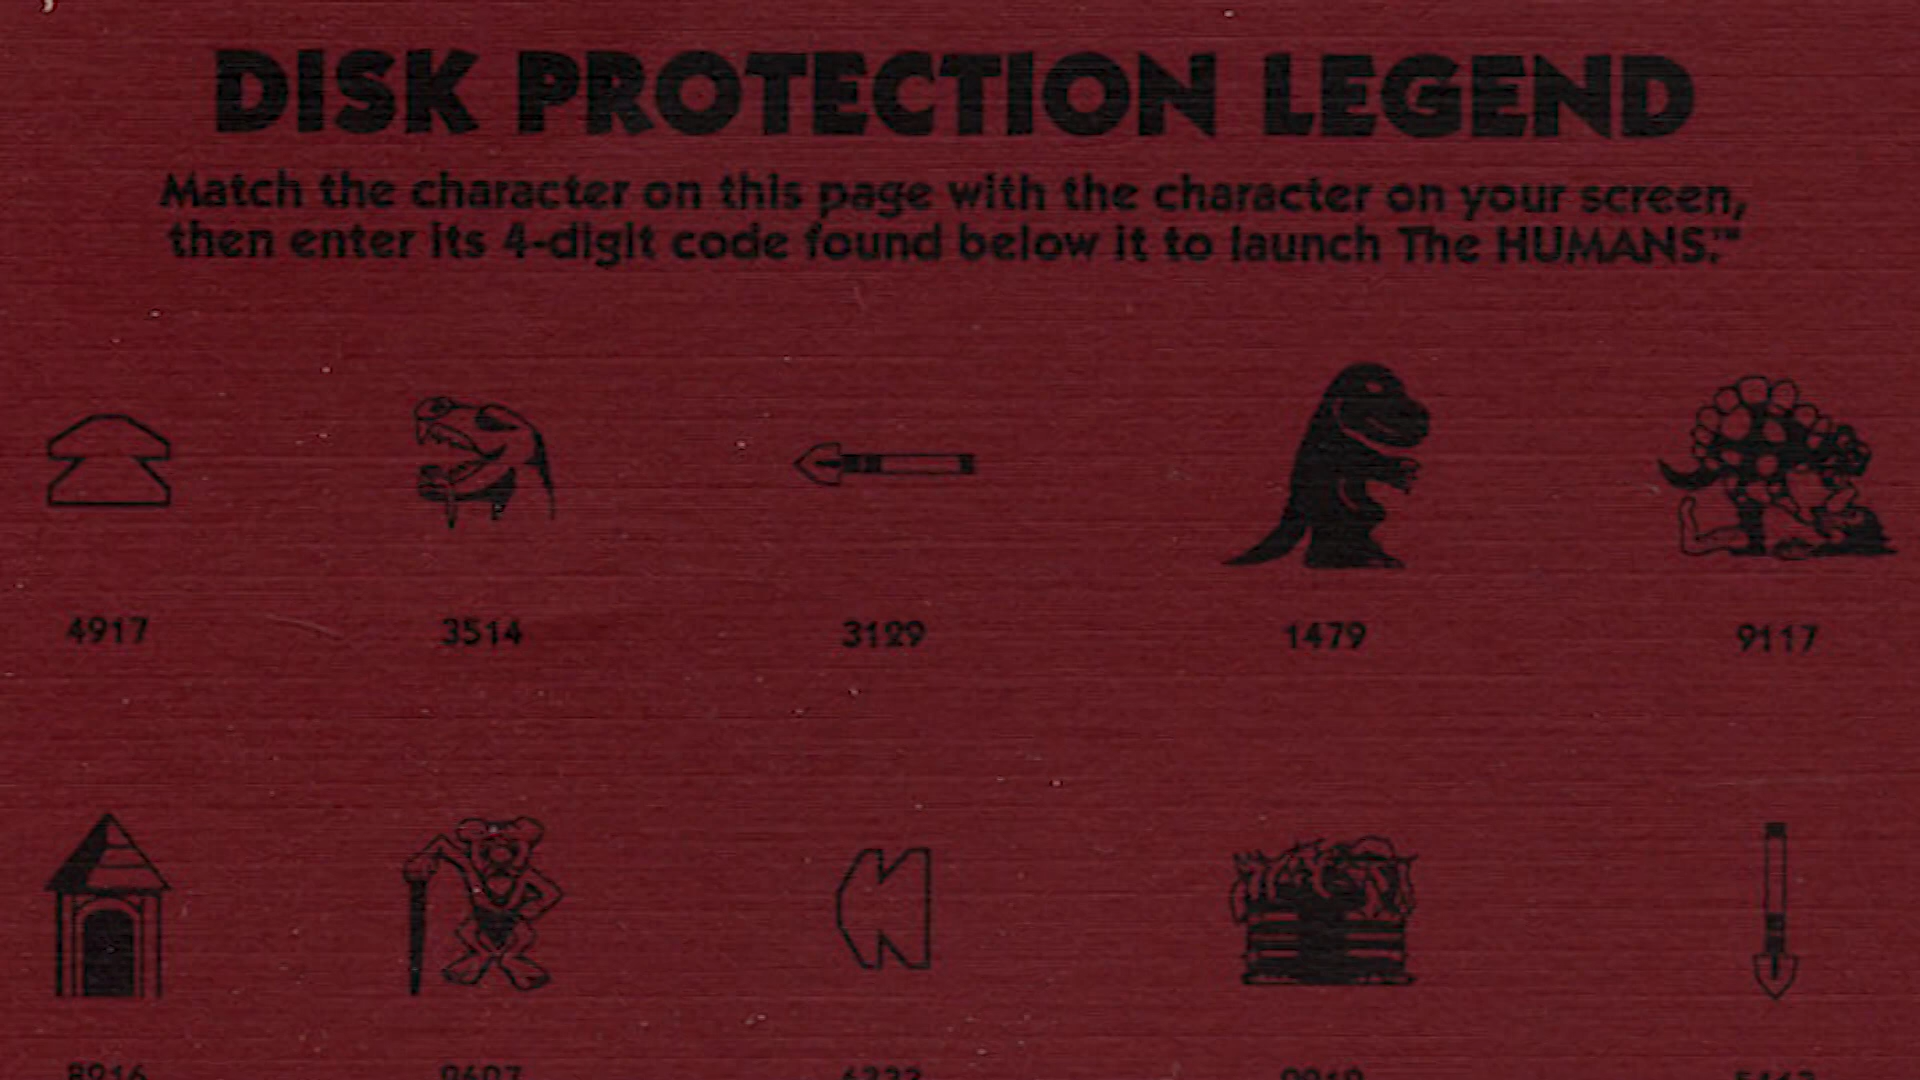 DISK PROTECTION LEGEND
Match the character on this page with the character on your screen,
then enter its 4-digit code found below it to launch The HUMANS.™
4917 3514 3129 1479 9117